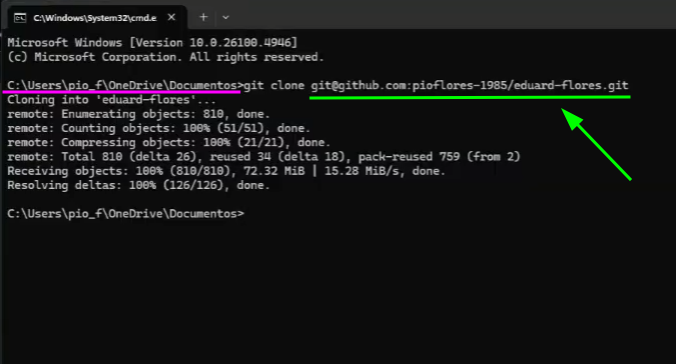 C:\Windows\System32\cmd.e
Microsoft Windows [Version 10.0.26100.4946]
(c) Microsoft Corporation. All rights reserved.
C:\Users\pio_f\OneDrive\Documentos>git clone git@github.com:pioflores-1985/eduard-flores.git
Cloning into 'eduard-flores'...
remote: Enumerating objects: 810, done.
remote: Counting objects: 100% (51/51), done.
remote: Compressing objects: 100% (21/21), done.
remote: Total 810 (delta 26), reused 34 (delta 18), pack-reused 759 (from 2)
Receiving objects: 100% (810/810), 72.32 MiB | 15.28 MiB/s, done.
Resolving deltas: 100% (126/126), done.
C:\Users\pio_f\OneDrive\Documentos>